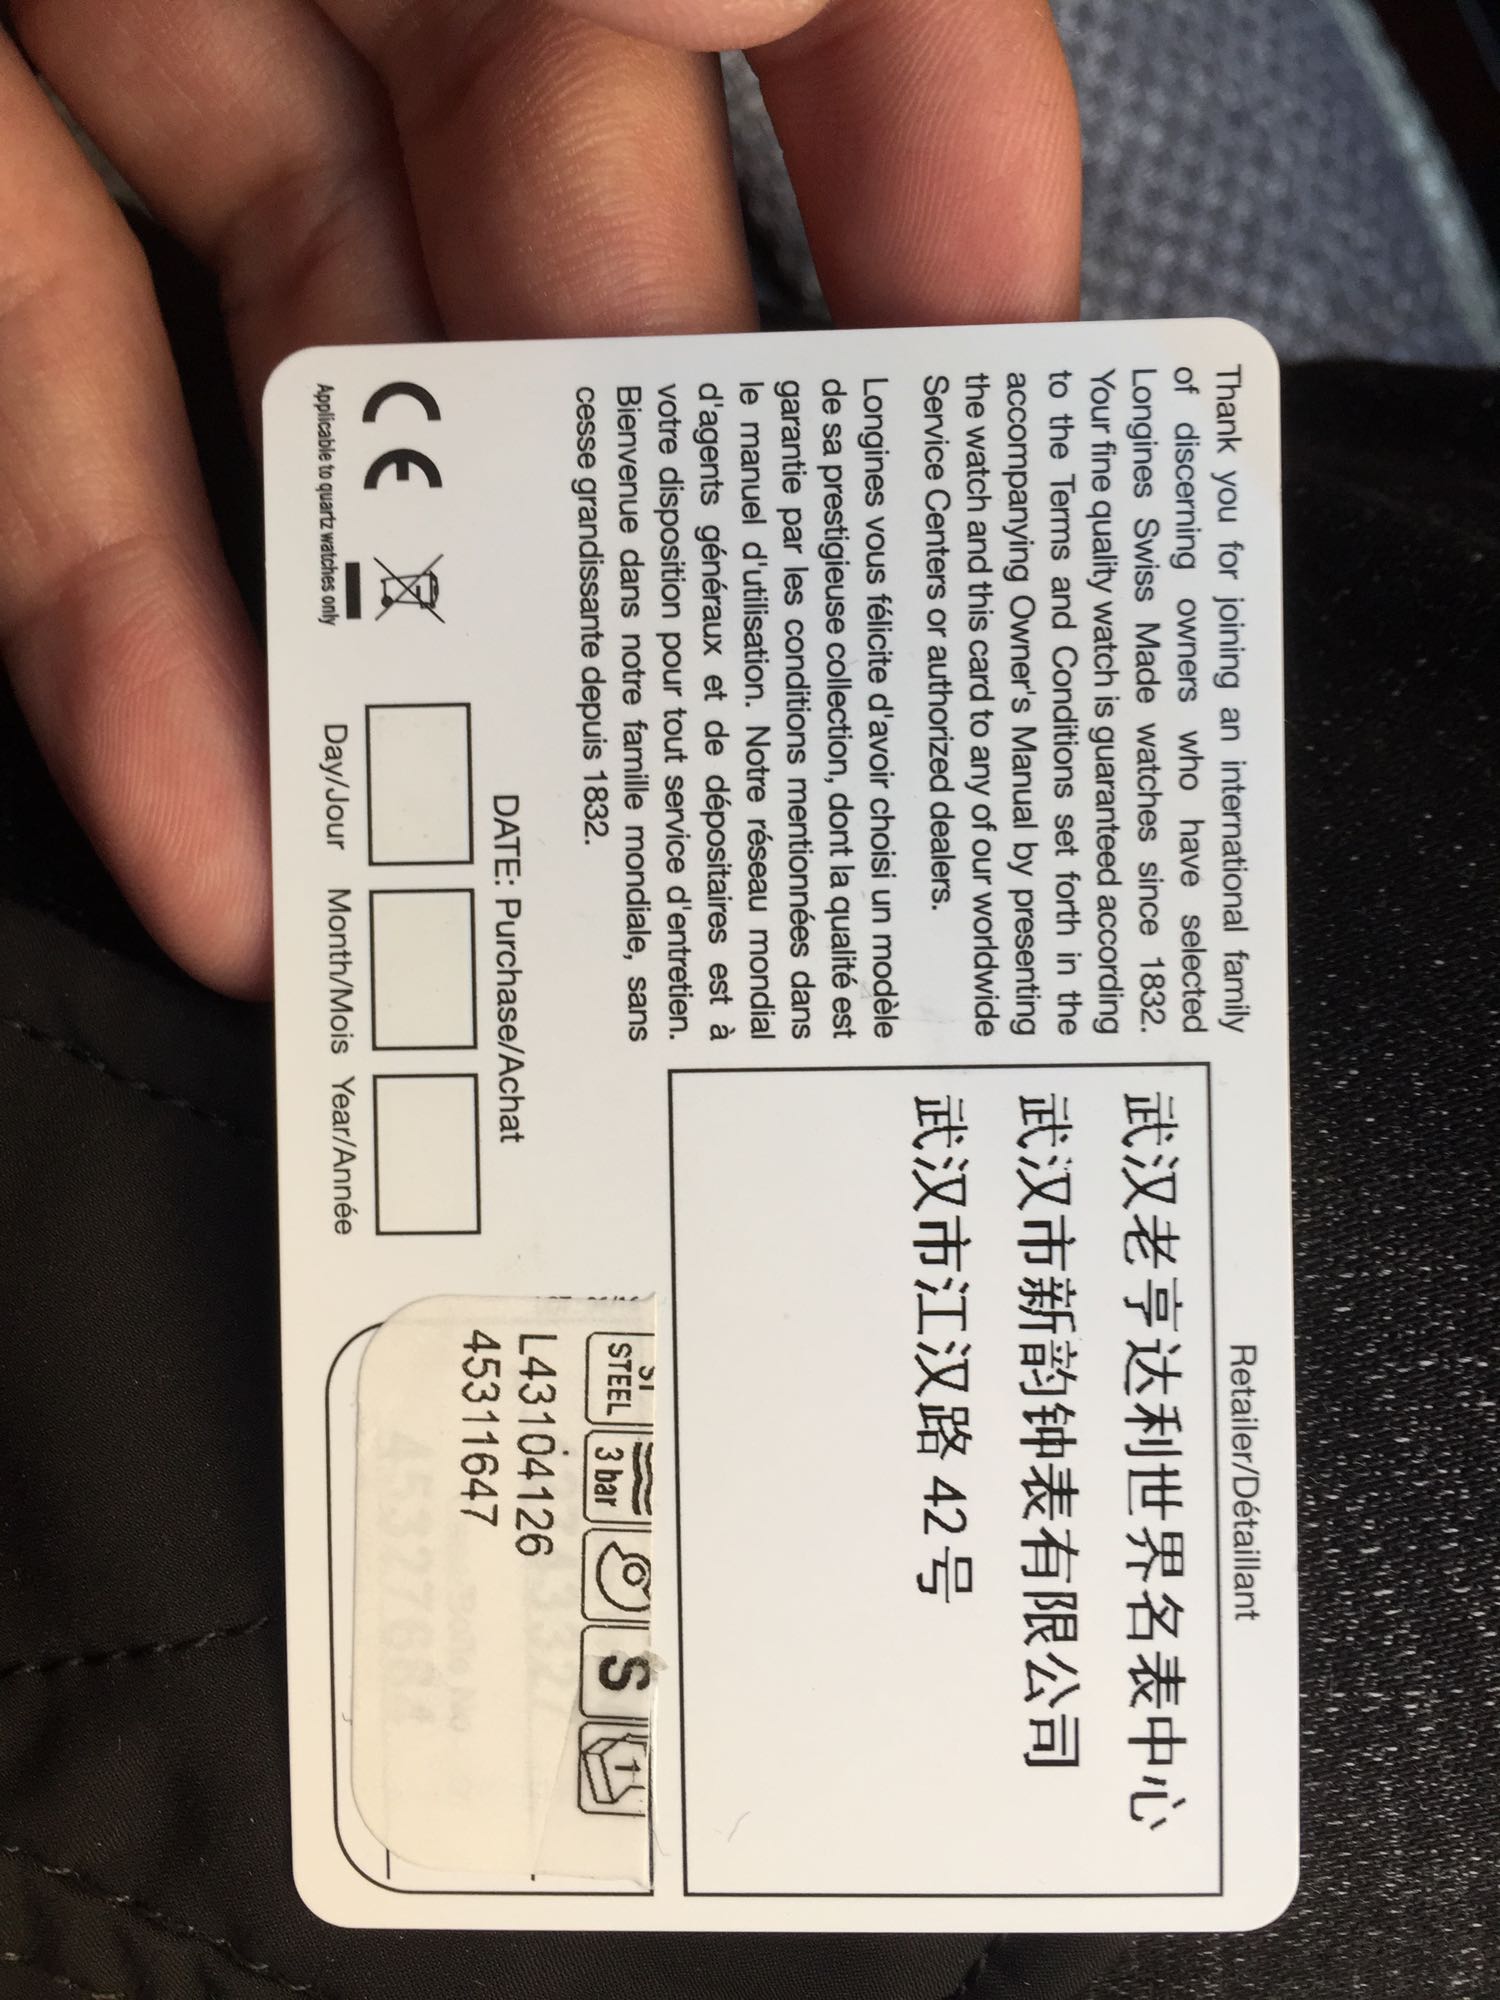 Thank you for joining an international family
of discerning owners who have selected
Longines Swiss Made watches since 1832.
Your fine quality watch is guaranteed according
to the Terms and Conditions set forth in the
accompanying Owner's Manual by presenting
the watch and this card to any of our worldwide
Service Centers or authorized dealers.
Longines vous félicite d'avoir choisi un modèle
de sa prestigieuse collection, dont la qualité est
garantie par les conditions mentionnées dans
le manuel d'utilisation. Notre réseau mondial
d'agents généraux et de dépositaires est à
votre disposition pour tout service d'entretien.
Bienvenue dans notre famille mondiale, sans
cesse grandissante depuis 1832.
Retailer/Détaillant
武汉老亨达利世界名表中心
武汉市新韵钟表有限公司
武汉市江汉路 42 号
DATE: Purchase/Achat
Day/Jour Month/Mois Year/Année
CE
Applicable to quartz watches only
STEEL 3 bar S 1
L43104126
45311647
45327684